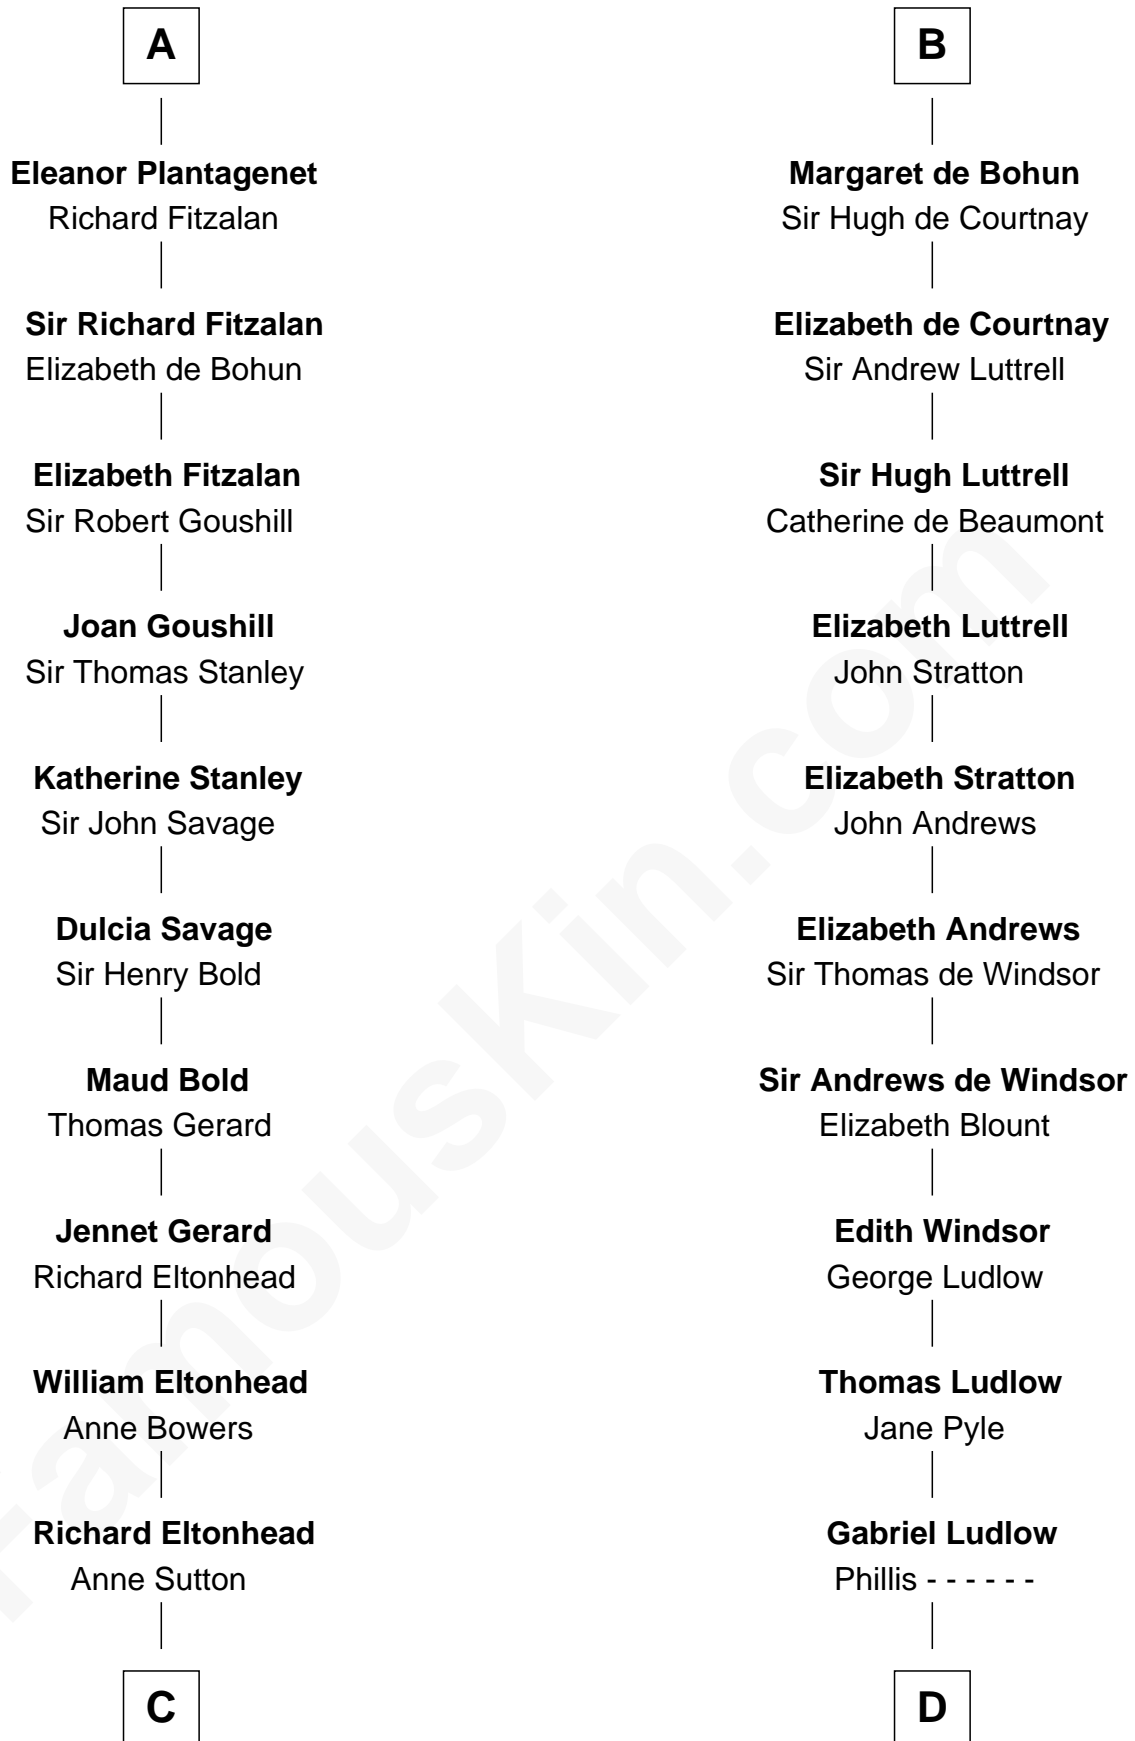 A
Eleanor Plantagenet
Richard Fitzalan
Sir Richard Fitzalan
Elizabeth de Bohun
Elizabeth Fitzalan
Sir Robert Goushill
Joan Goushill
Sir Thomas Stanley
Katherine Stanley
Sir John Savage
Dulcia Savage
Sir Henry Bold
Maud Bold
Thomas Gerard
Jennet Gerard
Richard Eltonhead
William Eltonhead
Anne Bowers
Richard Eltonhead
Anne Sutton
C
B
Margaret de Bohun
Sir Hugh de Courtnay
Elizabeth de Courtnay
Sir Andrew Luttrell
Sir Hugh Luttrell
Catherine de Beaumont
Elizabeth Luttrell
John Stratton
Elizabeth Stratton
John Andrews
Elizabeth Andrews
Sir Thomas de Windsor
Sir Andrews de Windsor
Elizabeth Blount
Edith Windsor
George Ludlow
Thomas Ludlow
Jane Pyle
Gabriel Ludlow
Phillis - - - - - -
D
FamousKin.com